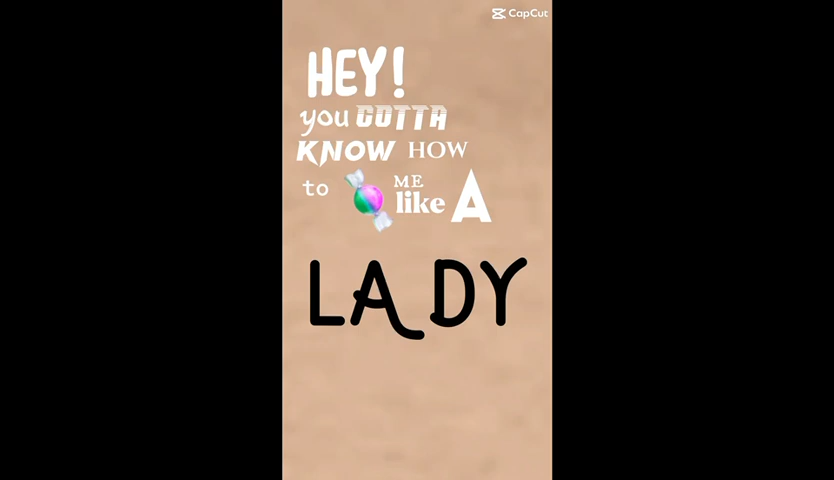 CapCut
HEY!
you GOTTA
KNOW HOW
to ME like A
LADY